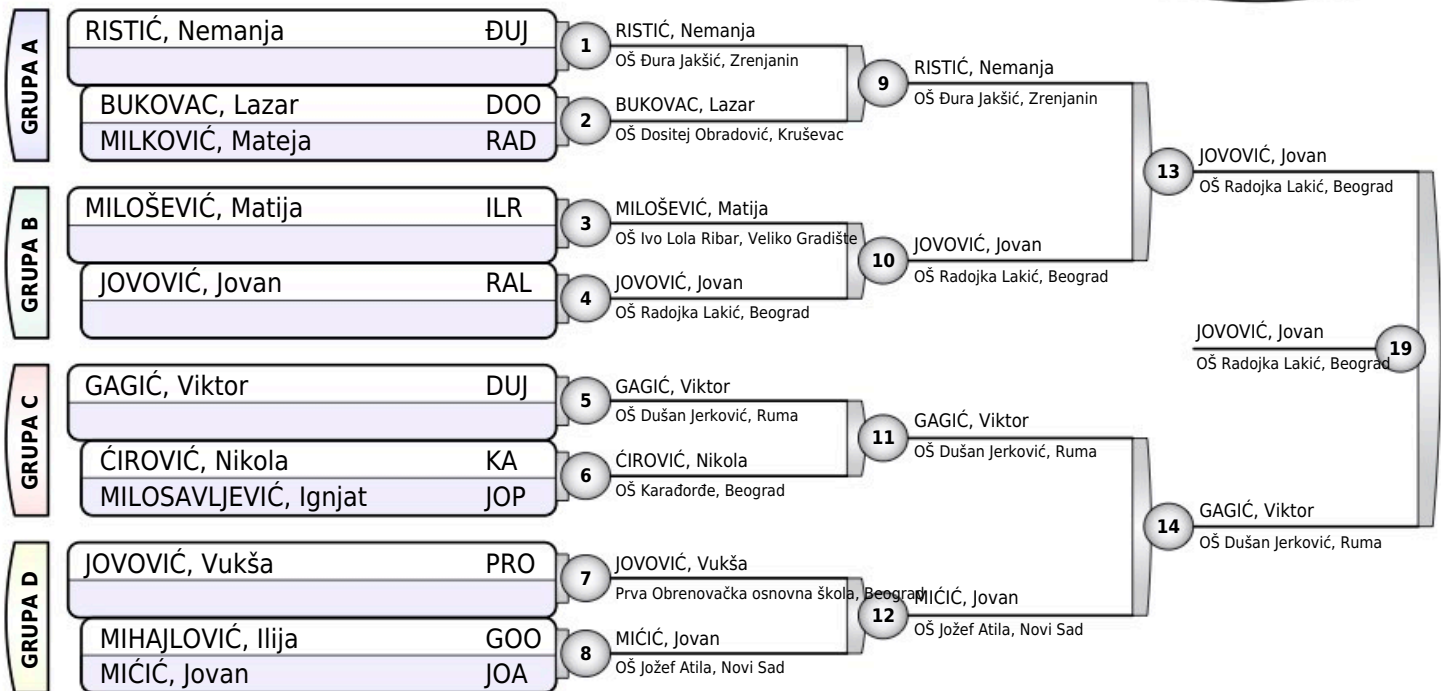 GRUPA A
RISTIĆ, Nemanja ĐUJ
BUKOVAC, Lazar DOO
MILKOVIĆ, Mateja RAD
GRUPA B
MILOŠEVIĆ, Matija ILR
JOVOVIĆ, Jovan RAL
GRUPA C
GAGIĆ, Viktor DUJ
ĆIROVIĆ, Nikola KA
MILOSAVLJEVIĆ, Ignjat JOP
GRUPA D
JOVOVIĆ, Vukša PRO
MIHAJLOVIĆ, Ilija GOO
MIĆIĆ, Jovan JOA
1
RISTIĆ, Nemanja
OŠ Đura Jakšić, Zrenjanin
2
BUKOVAC, Lazar
OŠ Dositej Obradović, Kruševac
3
MILOŠEVIĆ, Matija
OŠ Ivo Lola Ribar, Veliko Gradište
4
JOVOVIĆ, Jovan
OŠ Radojka Lakić, Beograd
5
GAGIĆ, Viktor
OŠ Dušan Jerković, Ruma
6
ĆIROVIĆ, Nikola
OŠ Karađorđe, Beograd
7
JOVOVIĆ, Vukša
Prva Obrenovačka osnovna škola, Beograd
8
MIĆIĆ, Jovan
OŠ Jožef Atila, Novi Sad
9
RISTIĆ, Nemanja
OŠ Đura Jakšić, Zrenjanin
10
JOVOVIĆ, Jovan
OŠ Radojka Lakić, Beograd
11
GAGIĆ, Viktor
OŠ Dušan Jerković, Ruma
12
MIĆIĆ, Jovan
OŠ Jožef Atila, Novi Sad
13
JOVOVIĆ, Jovan
OŠ Radojka Lakić, Beograd
14
GAGIĆ, Viktor
OŠ Dušan Jerković, Ruma
JOVOVIĆ, Jovan
OŠ Radojka Lakić, Beograd
19